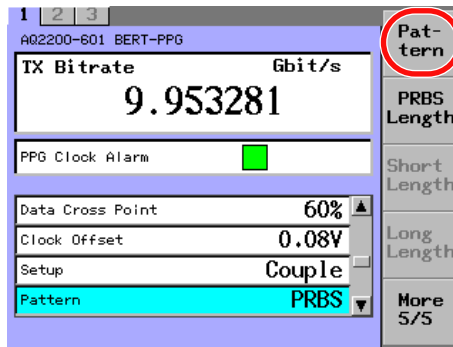 1 2 3
AQ2200-601 BERT-PPG
TX Bitrate Gbit/s
9.953281
PPG Clock Alarm
Data Cross Point 60%
Clock Offset 0.08V
Setup Couple
Pattern PRBS
Pat-
tern
PRBS
Length
Short
Length
Long
Length
More
5/5